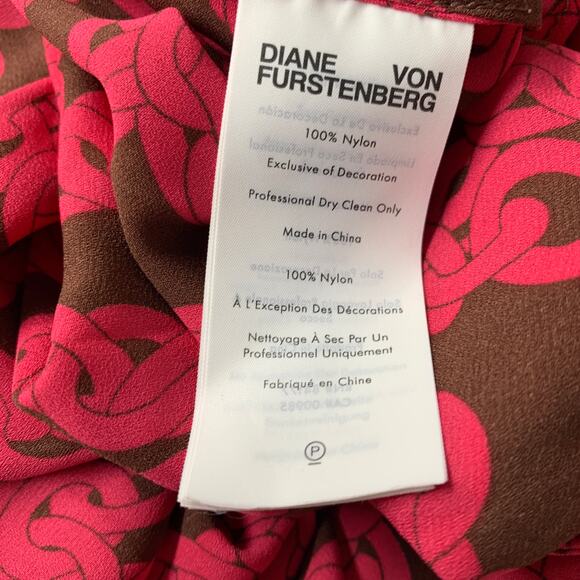 DIANE VON
FURSTENBERG
100% Nylon
Exclusive of Decoration
Professional Dry Clean Only
Made in China
100% Nylon
À L'Exception Des Décorations
Nettoyage À Sec Par Un
Professionnel Uniquement
Fabriqué en Chine
P